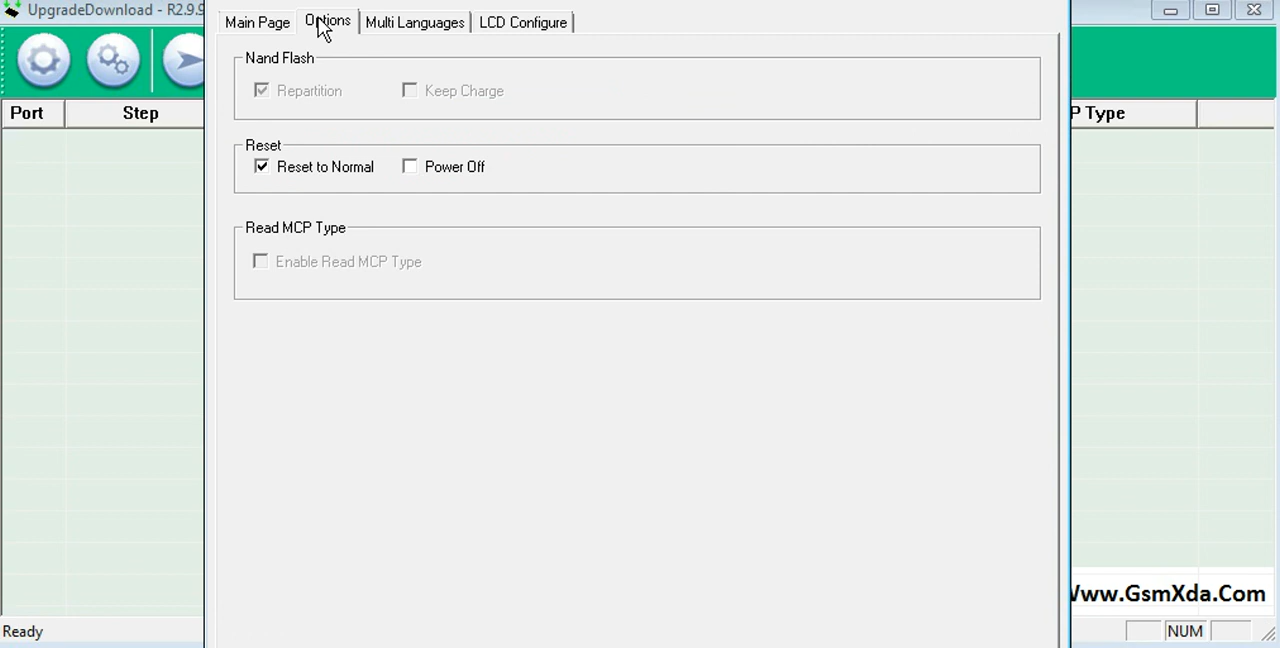 UpgradeDownload - R2.9.9
Main Page
Options
Multi Languages
LCD Configure
Nand Flash
Repartition
Keep Charge
Port
Step
P Type
Reset
Reset to Normal
Power Off
Read MCP Type
Enable Read MCP Type
Www.GsmXda.Com
Ready
NUM